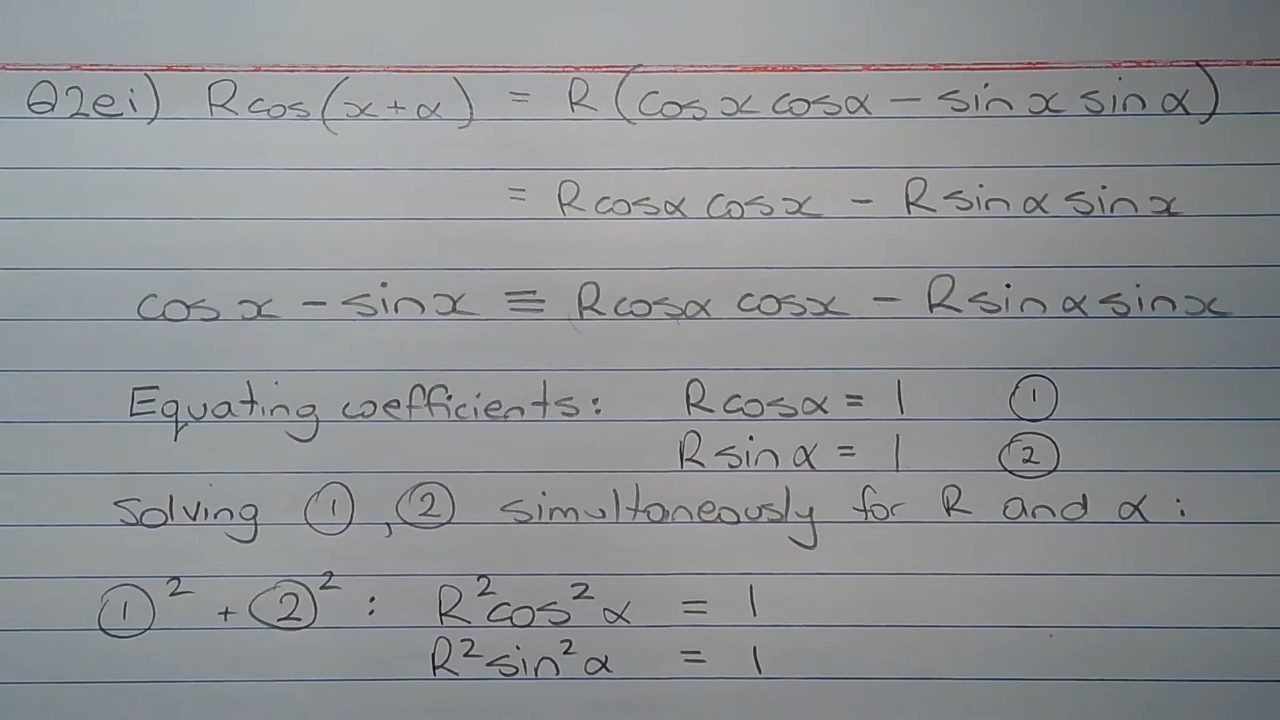 Q2ei) Rcos(x+α) = R(cosx cosα − sinx sinα)
= Rcosα cosx − Rsinα sinx
cosx − sinx ≡ Rcosα cosx − Rsinα sinx
Equating coefficients: Rcosα = 1 ①
Rsinα = 1 ②
Solving ①, ② simultaneously for R and α:
①² + ②² : R²cos²α = 1
R²sin²α = 1